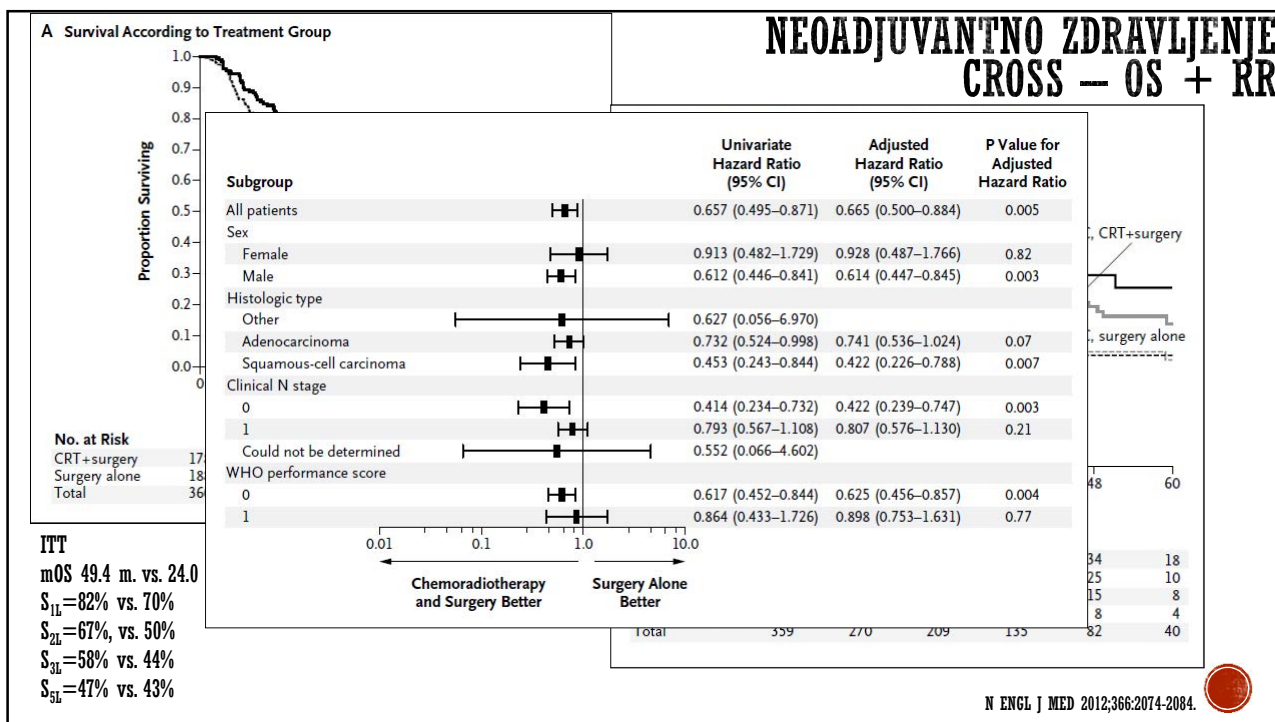 NEOADJUVANTNO ZDRAVLJENJE
CROSS – OS + RR
A Survival According to Treatment Group
Proportion Surviving
1.0
0.9
0.8
0.7
0.6
0.5
0.4
0.3
0.2
0.1
0.0
0
No. at Risk
CRT+surgery 17
Surgery alone 18
Total 36
Subgroup Univariate Hazard Ratio (95% CI) Adjusted Hazard Ratio (95% CI) P Value for Adjusted Hazard Ratio
All patients 0.657 (0.495–0.871) 0.665 (0.500–0.884) 0.005
Sex
Female 0.913 (0.482–1.729) 0.928 (0.487–1.766) 0.82
Male 0.612 (0.446–0.841) 0.614 (0.447–0.845) 0.003
Histologic type
Other 0.627 (0.056–6.970)
Adenocarcinoma 0.732 (0.524–0.998) 0.741 (0.536–1.024) 0.07
Squamous-cell carcinoma 0.453 (0.243–0.844) 0.422 (0.226–0.788) 0.007
Clinical N stage
0 0.414 (0.234–0.732) 0.422 (0.239–0.747) 0.003
1 0.793 (0.567–1.108) 0.807 (0.576–1.130) 0.21
Could not be determined 0.552 (0.066–4.602)
WHO performance score
0 0.617 (0.452–0.844) 0.625 (0.456–0.857) 0.004
1 0.864 (0.433–1.726) 0.898 (0.753–1.631) 0.77
0.01 0.1 1.0 10.0
Chemoradiotherapy and Surgery Better
Surgery Alone Better
, CRT+surgery
, surgery alone
48 60
34 18
25 10
15 8
8 4
Total 359 270 209 135 82 40
ITT
mOS 49.4 m. vs. 24.0
S1L=82% vs. 70%
S2L=67%, vs. 50%
S3L=58% vs. 44%
S5L=47% vs. 43%
N ENGL J MED 2012;366:2074-2084.